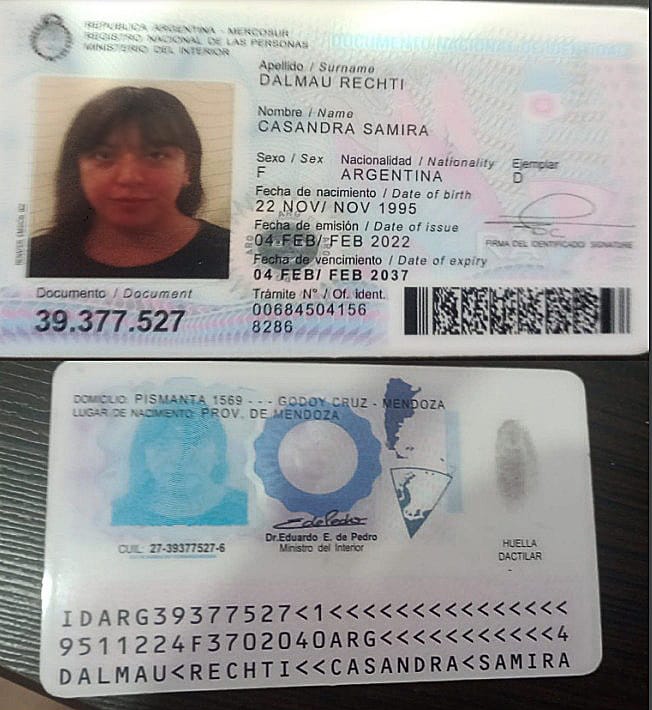 REPUBLICA ARGENTINA - MERCOSUR
REGISTRO NACIONAL DE LAS PERSONAS
MINISTERIO DEL INTERIOR
DOCUMENTO NACIONAL DE IDENTIDAD
Apellido / Surname
DALMAU RECHTI
Nombre / Name
CASANDRA SAMIRA
Sexo / Sex Nacionalidad / Nationality Ejemplar
F ARGENTINA D
Fecha de nacimiento / Date of birth
22 NOV/ NOV 1995
Fecha de emisión / Date of issue
04 FEB/ FEB 2022
FIRMA DEL IDENTIFICADO SIGNATURE
Fecha de vencimiento / Date of expiry
04 FEB/ FEB 2037
Documento / Document Trámite N° / Of. ident.
39.377.527 00684504156
8286
DOMICILIO: PISMANTA 1569 - - - GODOY CRUZ - MENDOZA
LUGAR DE NACIMIENTO: PROV. DE MENDOZA
CUIL: 27-39377527-6
Dr.Eduardo E. de Pedro
Ministro del Interior
HUELLA
DACTILAR
IDARG39377527<1<<<<<<<<<<<<<<<
9511224F3702040ARG<<<<<<<<<<<4
DALMAU<RECHTI<<CASANDRA<SAMIRA